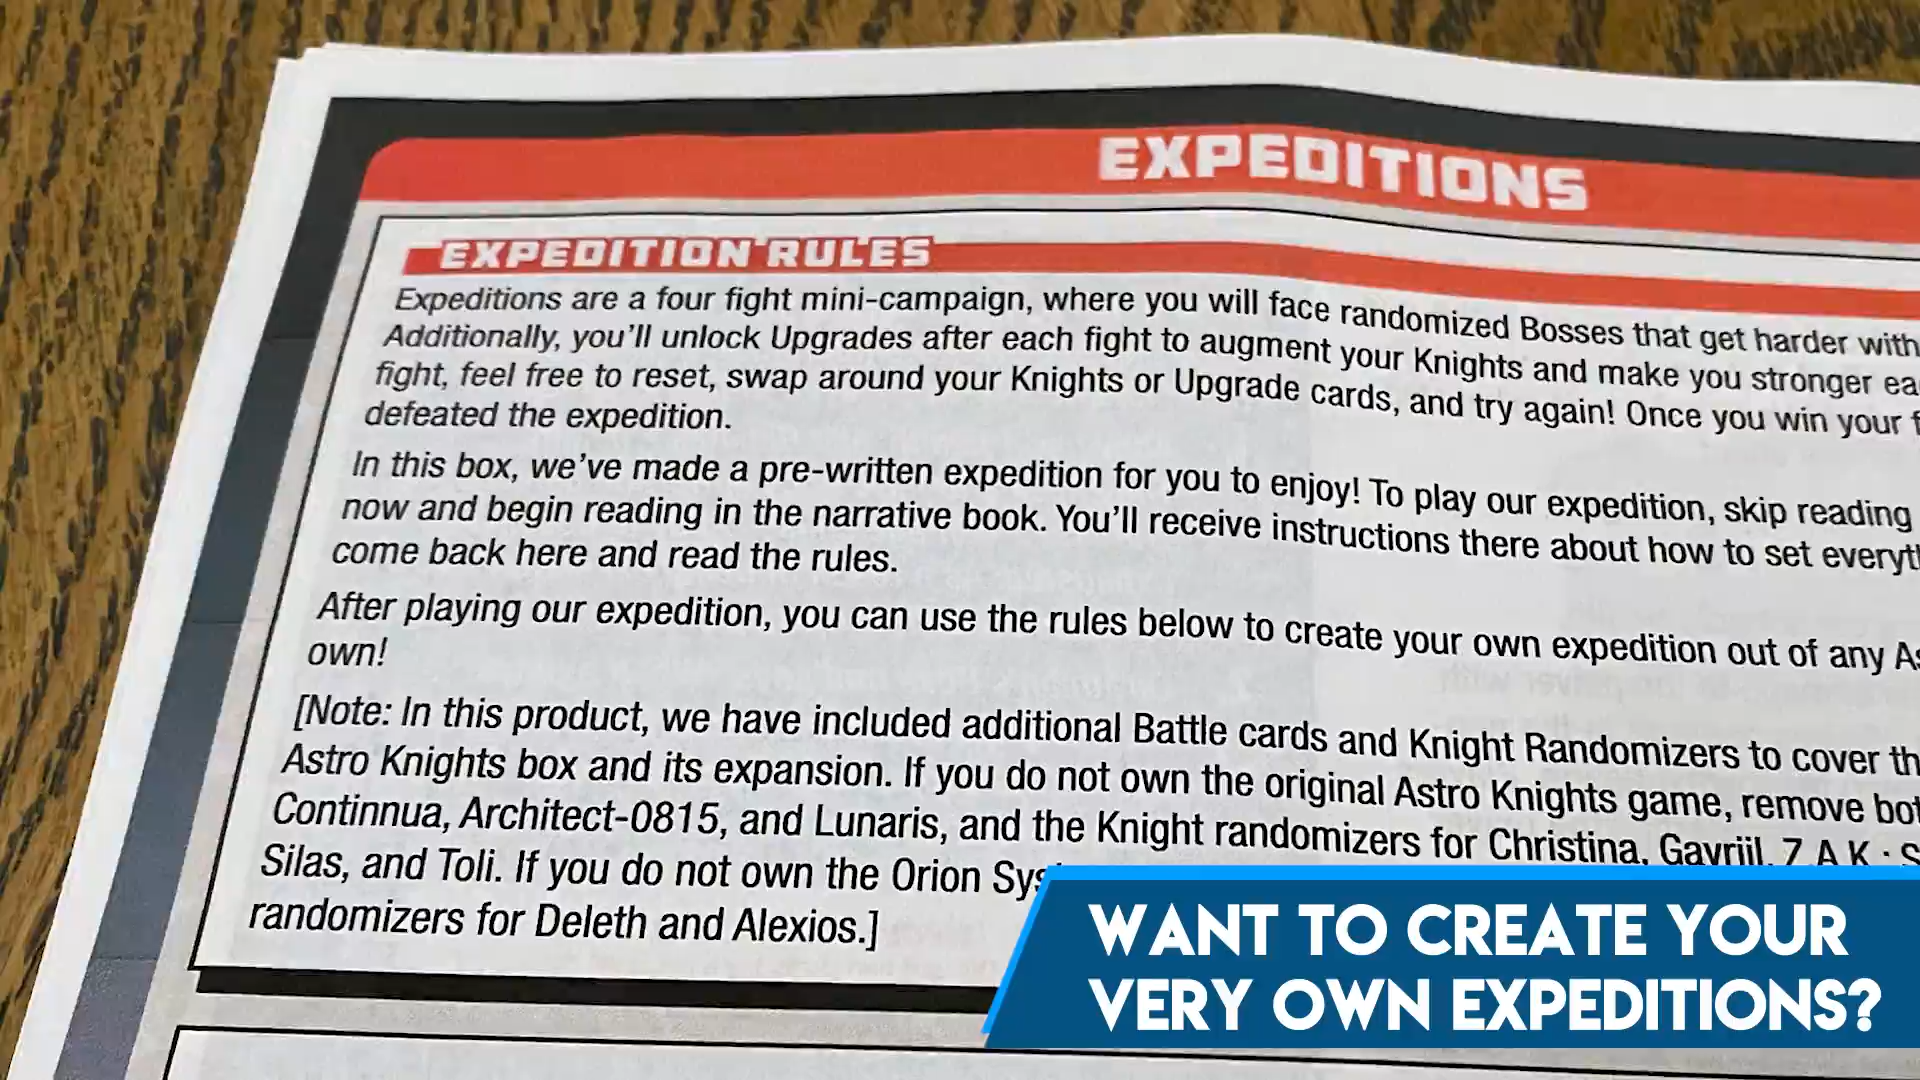 EXPEDITIONS
EXPEDITION RULES
Expeditions are a four fight mini-campaign, where you will face randomized Bosses that get harder with
Additionally, you'll unlock Upgrades after each fight to augment your Knights and make you stronger
fight, feel free to reset, swap around your Knights or Upgrade cards, and try again! Once you win your
defeated the expedition.
In this box, we've made a pre-written expedition for you to enjoy! To play our expedition, skip reading
now and begin reading in the narrative book. You'll receive instructions there about how to set
come back here and read the rules.
After playing our expedition, you can use the rules below to create your own expedition out of any
own!
[Note: In this product, we have included additional Battle cards and Knight Randomizers to cover
Astro Knights box and its expansion. If you do not own the original Astro Knights game, remove
Continnua, Architect-0815, and Lunaris, and the Knight randomizers for Christina, Gavriil,
Silas, and Toli. If you do not own the Orion
randomizers for Deleth and Alexios.]
WANT TO CREATE YOUR
VERY OWN EXPEDITIONS?